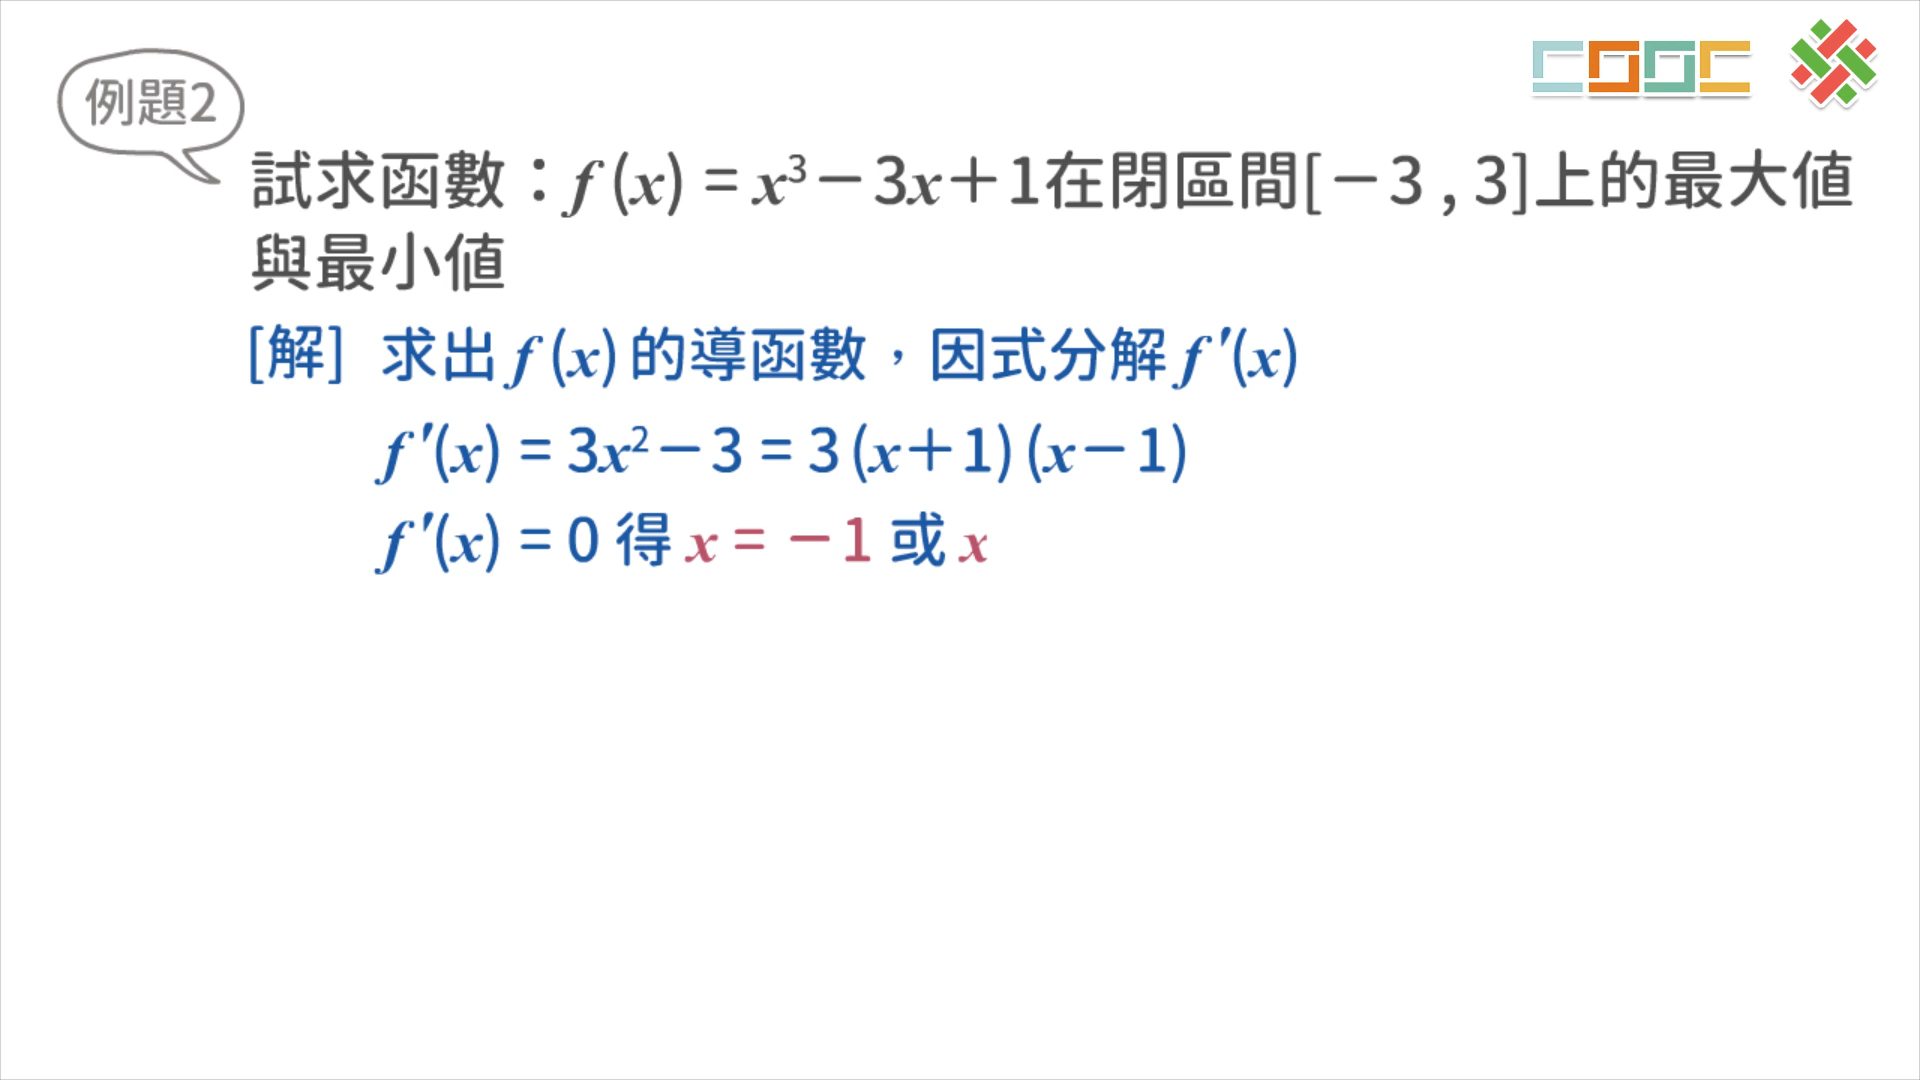 例題2
COOC
試求函數：f(x) = x³－3x＋1在閉區間[－3 , 3]上的最大值
與最小值
[解] 求出 f(x) 的導函數，因式分解 f′(x)
f′(x) = 3x²－3 = 3(x＋1)(x－1)
f′(x) = 0 得 x = －1 或 x